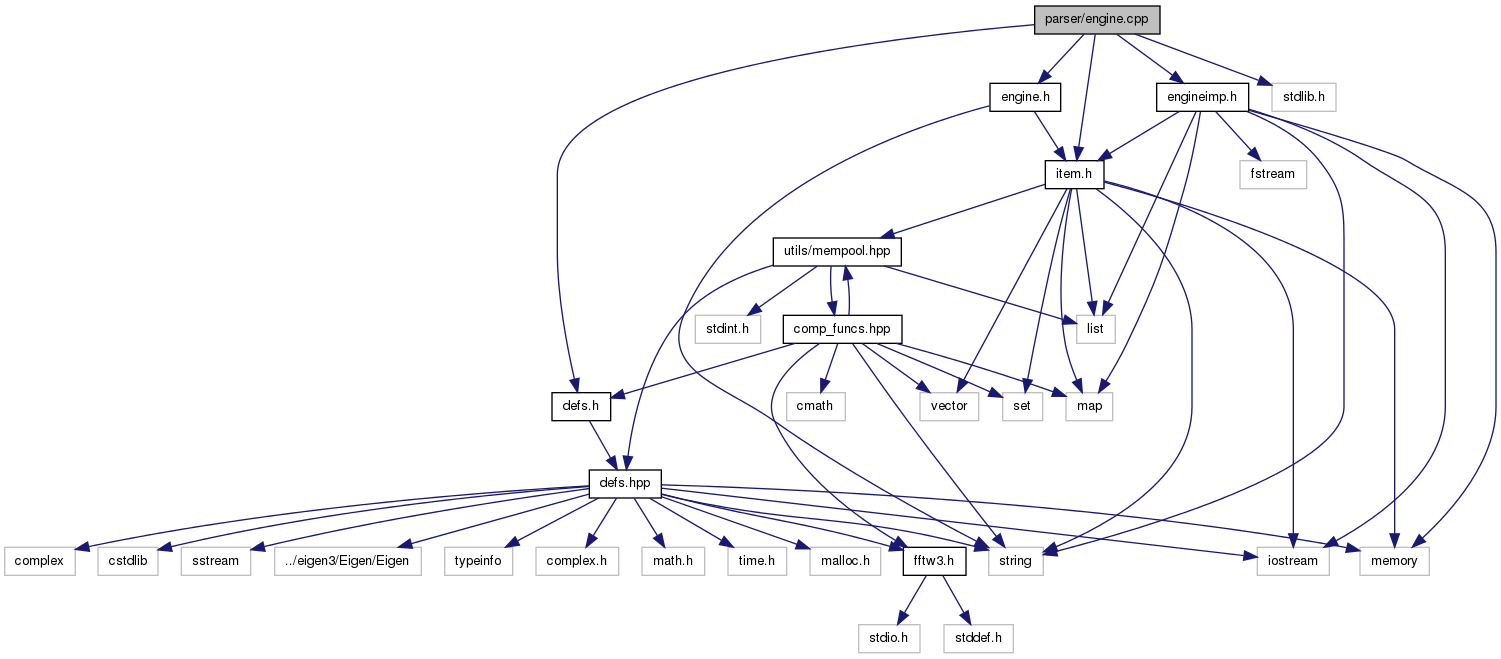 parser/engine.cpp
engine.h
engineimp.h
stdlib.h
item.h
fstream
utils/mempool.hpp
stdint.h
comp_funcs.hpp
list
defs.h
cmath
vector
set
map
defs.hpp
complex
cstdlib
sstream
../eigen3/Eigen/Eigen
typeinfo
complex.h
math.h
time.h
malloc.h
fftw3.h
string
iostream
memory
stdio.h
stddef.h